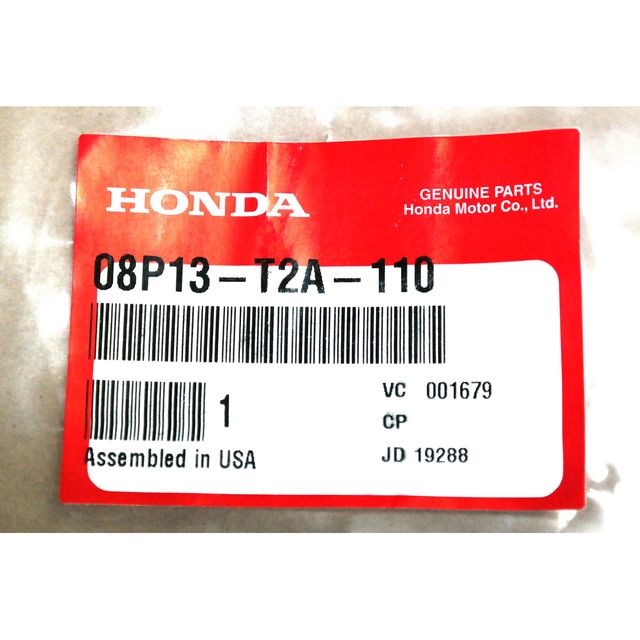 HONDA
GENUINE PARTS
Honda Motor Co., Ltd.
08P13-T2A-110
1
VC 001679
CP
Assembled in USA
JD 19288